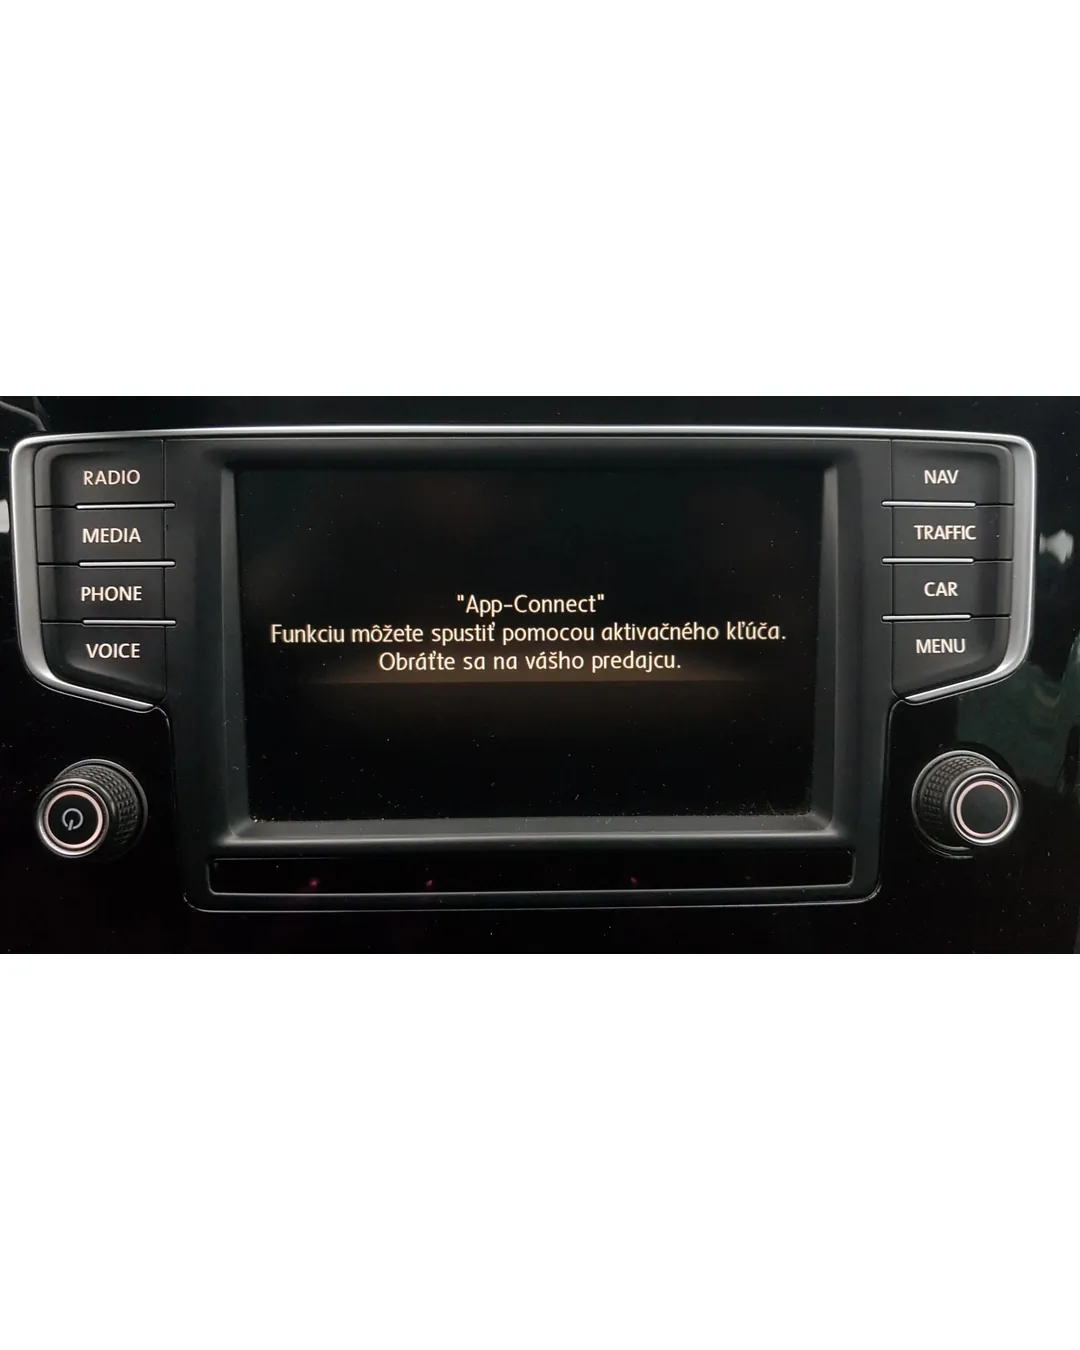 RADIO
MEDIA
PHONE
VOICE
"App-Connect"
Funkciu môžete spustiť pomocou aktivačného kľúča.
Obráťte sa na vášho predajcu.
NAV
TRAFFIC
CAR
MENU